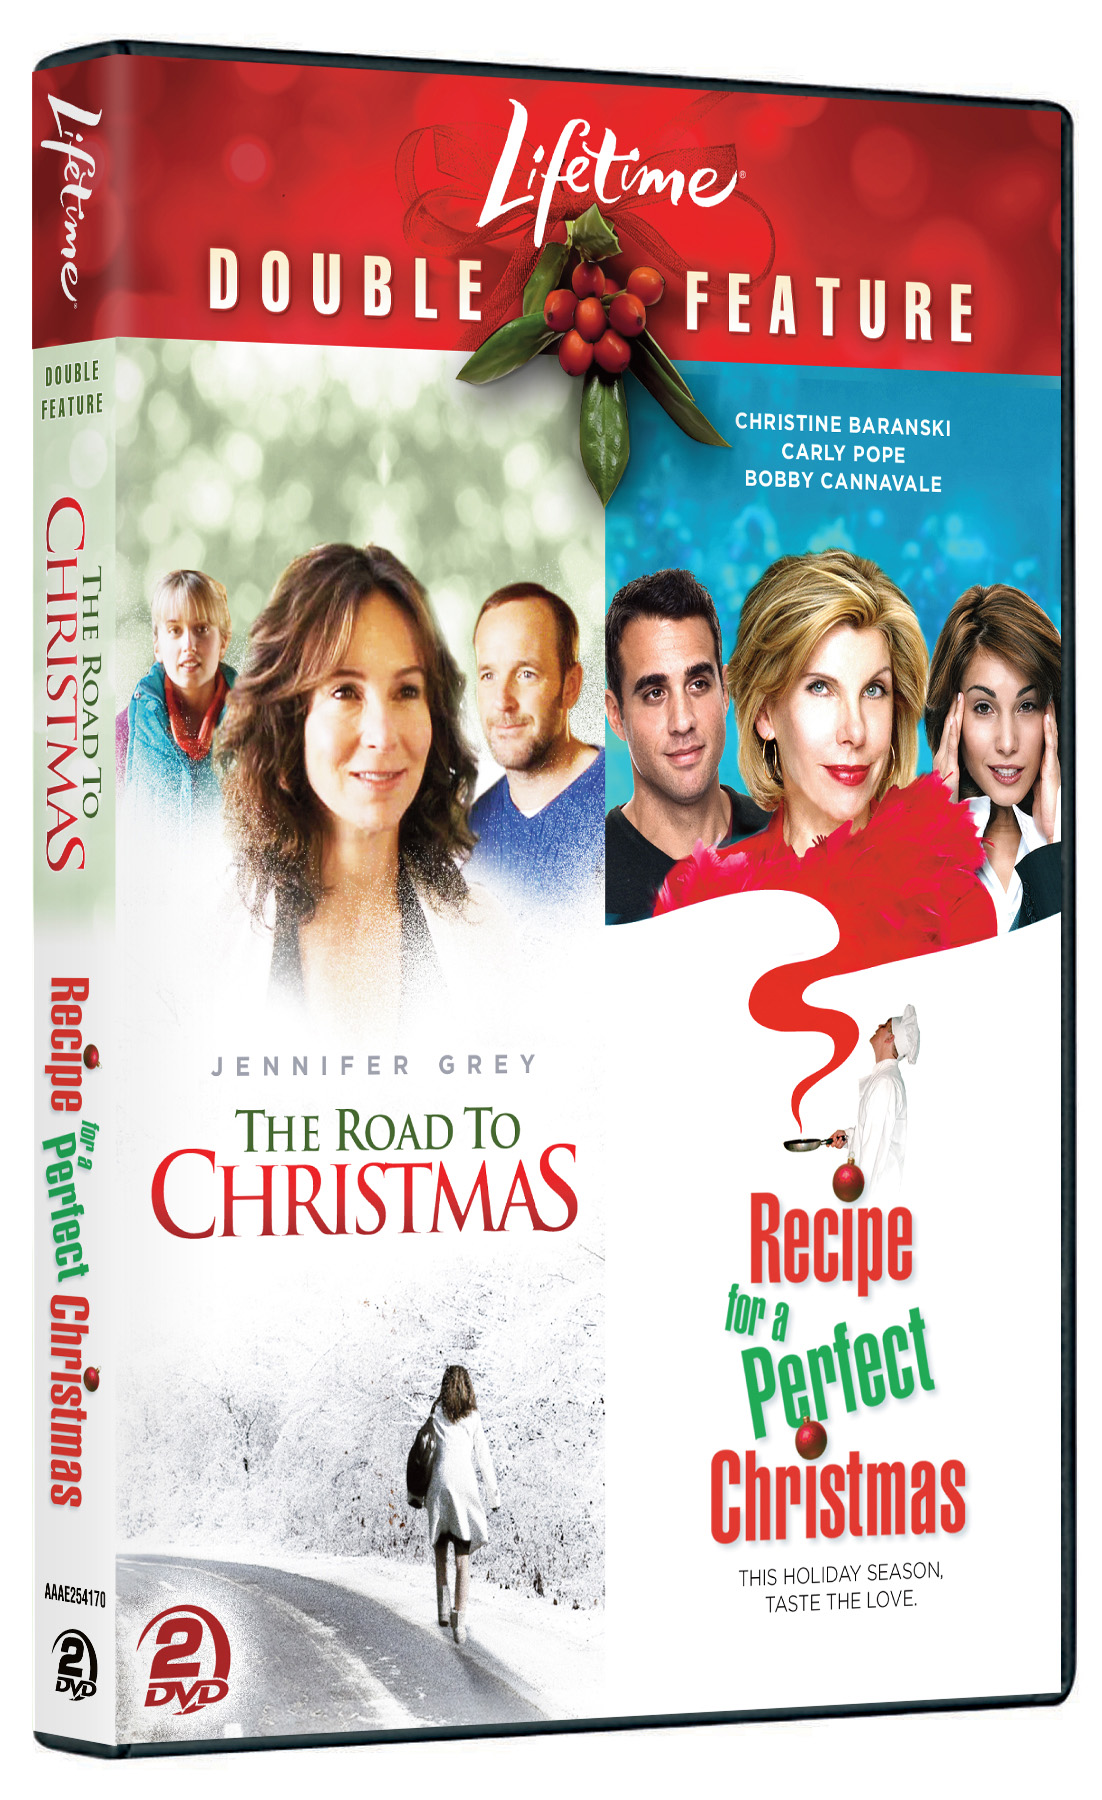 Lifetime
DOUBLE
FEATURE
THE ROAD TO
CHRISTMAS
Recipe
for a
Perfect
Christmas
AAAE254170
2
DVD
Lifetime®
DOUBLE FEATURE
CHRISTINE BARANSKI
CARLY POPE
BOBBY CANNAVALE
JENNIFER GREY
THE ROAD TO
CHRISTMAS
2
DVD
Recipe
for a
Perfect
Christmas
THIS HOLIDAY SEASON,
TASTE THE LOVE.